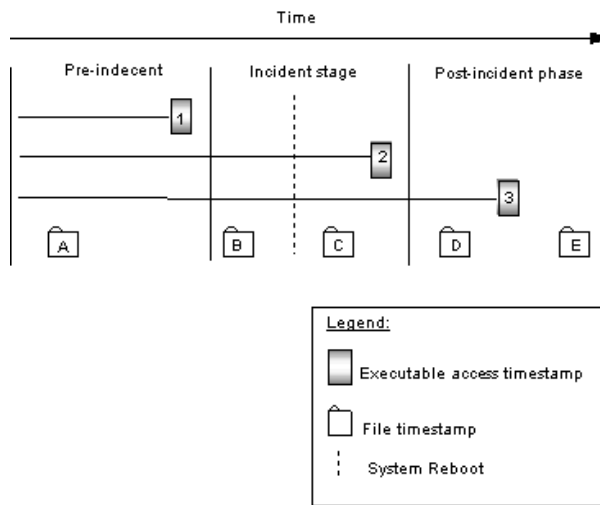 Time
Pre-indecent Incident stage Post-incident phase
1
2
3
A B C D E
Legend:
Executable access timestamp
File timestamp
System Reboot